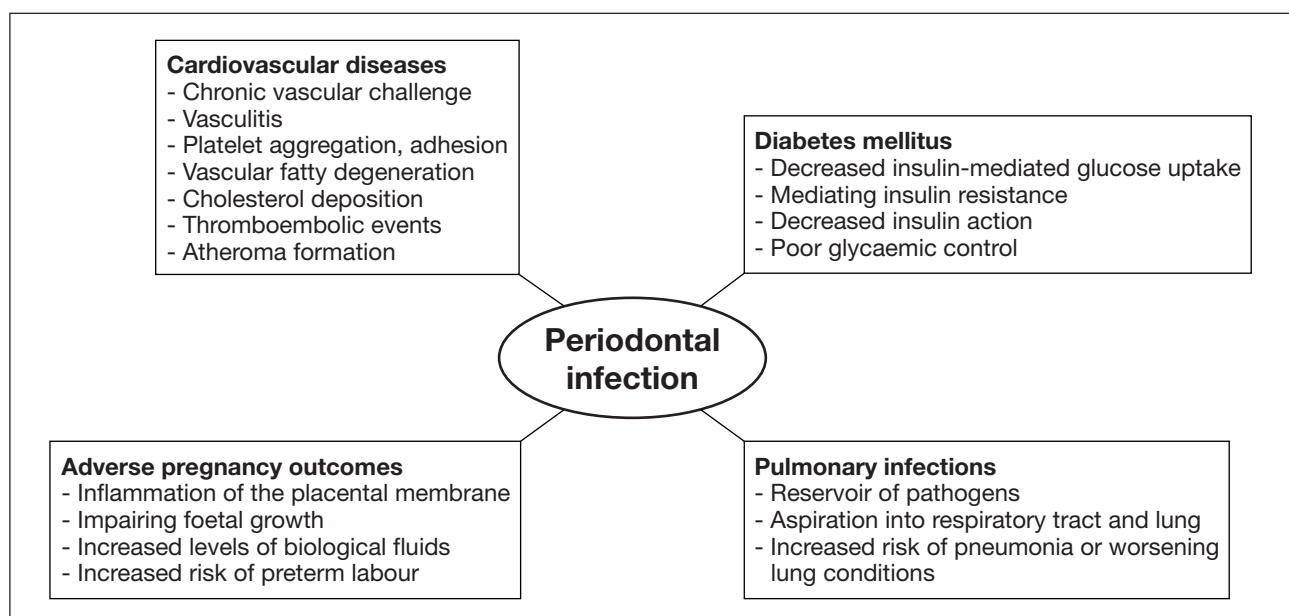 Cardiovascular diseases
- Chronic vascular challenge
- Vasculitis
- Platelet aggregation, adhesion
- Vascular fatty degeneration
- Cholesterol deposition
- Thromboembolic events
- Atheroma formation
Diabetes mellitus
- Decreased insulin-mediated glucose uptake
- Mediating insulin resistance
- Decreased insulin action
- Poor glycaemic control
Periodontal
infection
Adverse pregnancy outcomes
- Inflammation of the placental membrane
- Impairing foetal growth
- Increased levels of biological fluids
- Increased risk of preterm labour
Pulmonary infections
- Reservoir of pathogens
- Aspiration into respiratory tract and lung
- Increased risk of pneumonia or worsening
lung conditions